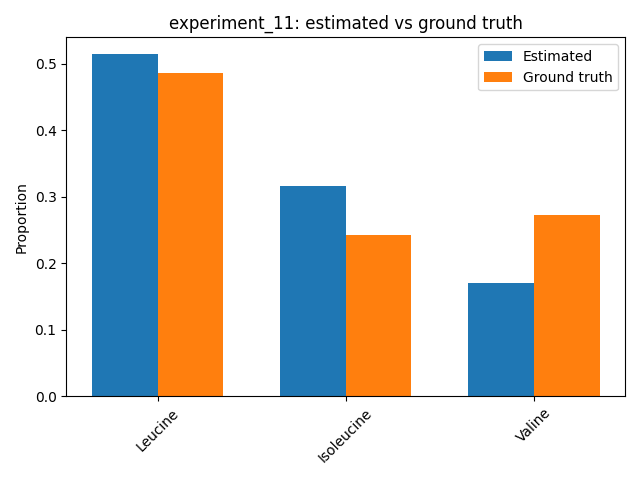 experiment_11: estimated vs ground truth
Estimated
Ground truth
Proportion
0.5
0.4
0.3
0.2
0.1
0.0
Leucine
Isoleucine
Valine